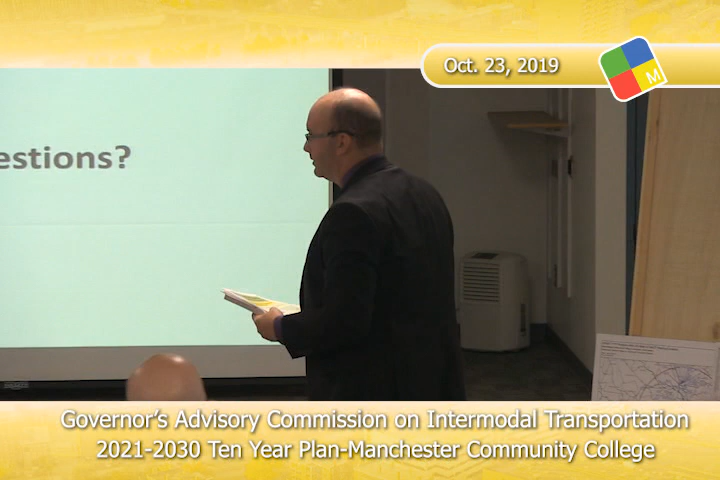 Oct. 23, 2019
M
estions?
Governor's Advisory Commission on Intermodal Transportation
2021-2030 Ten Year Plan-Manchester Community College